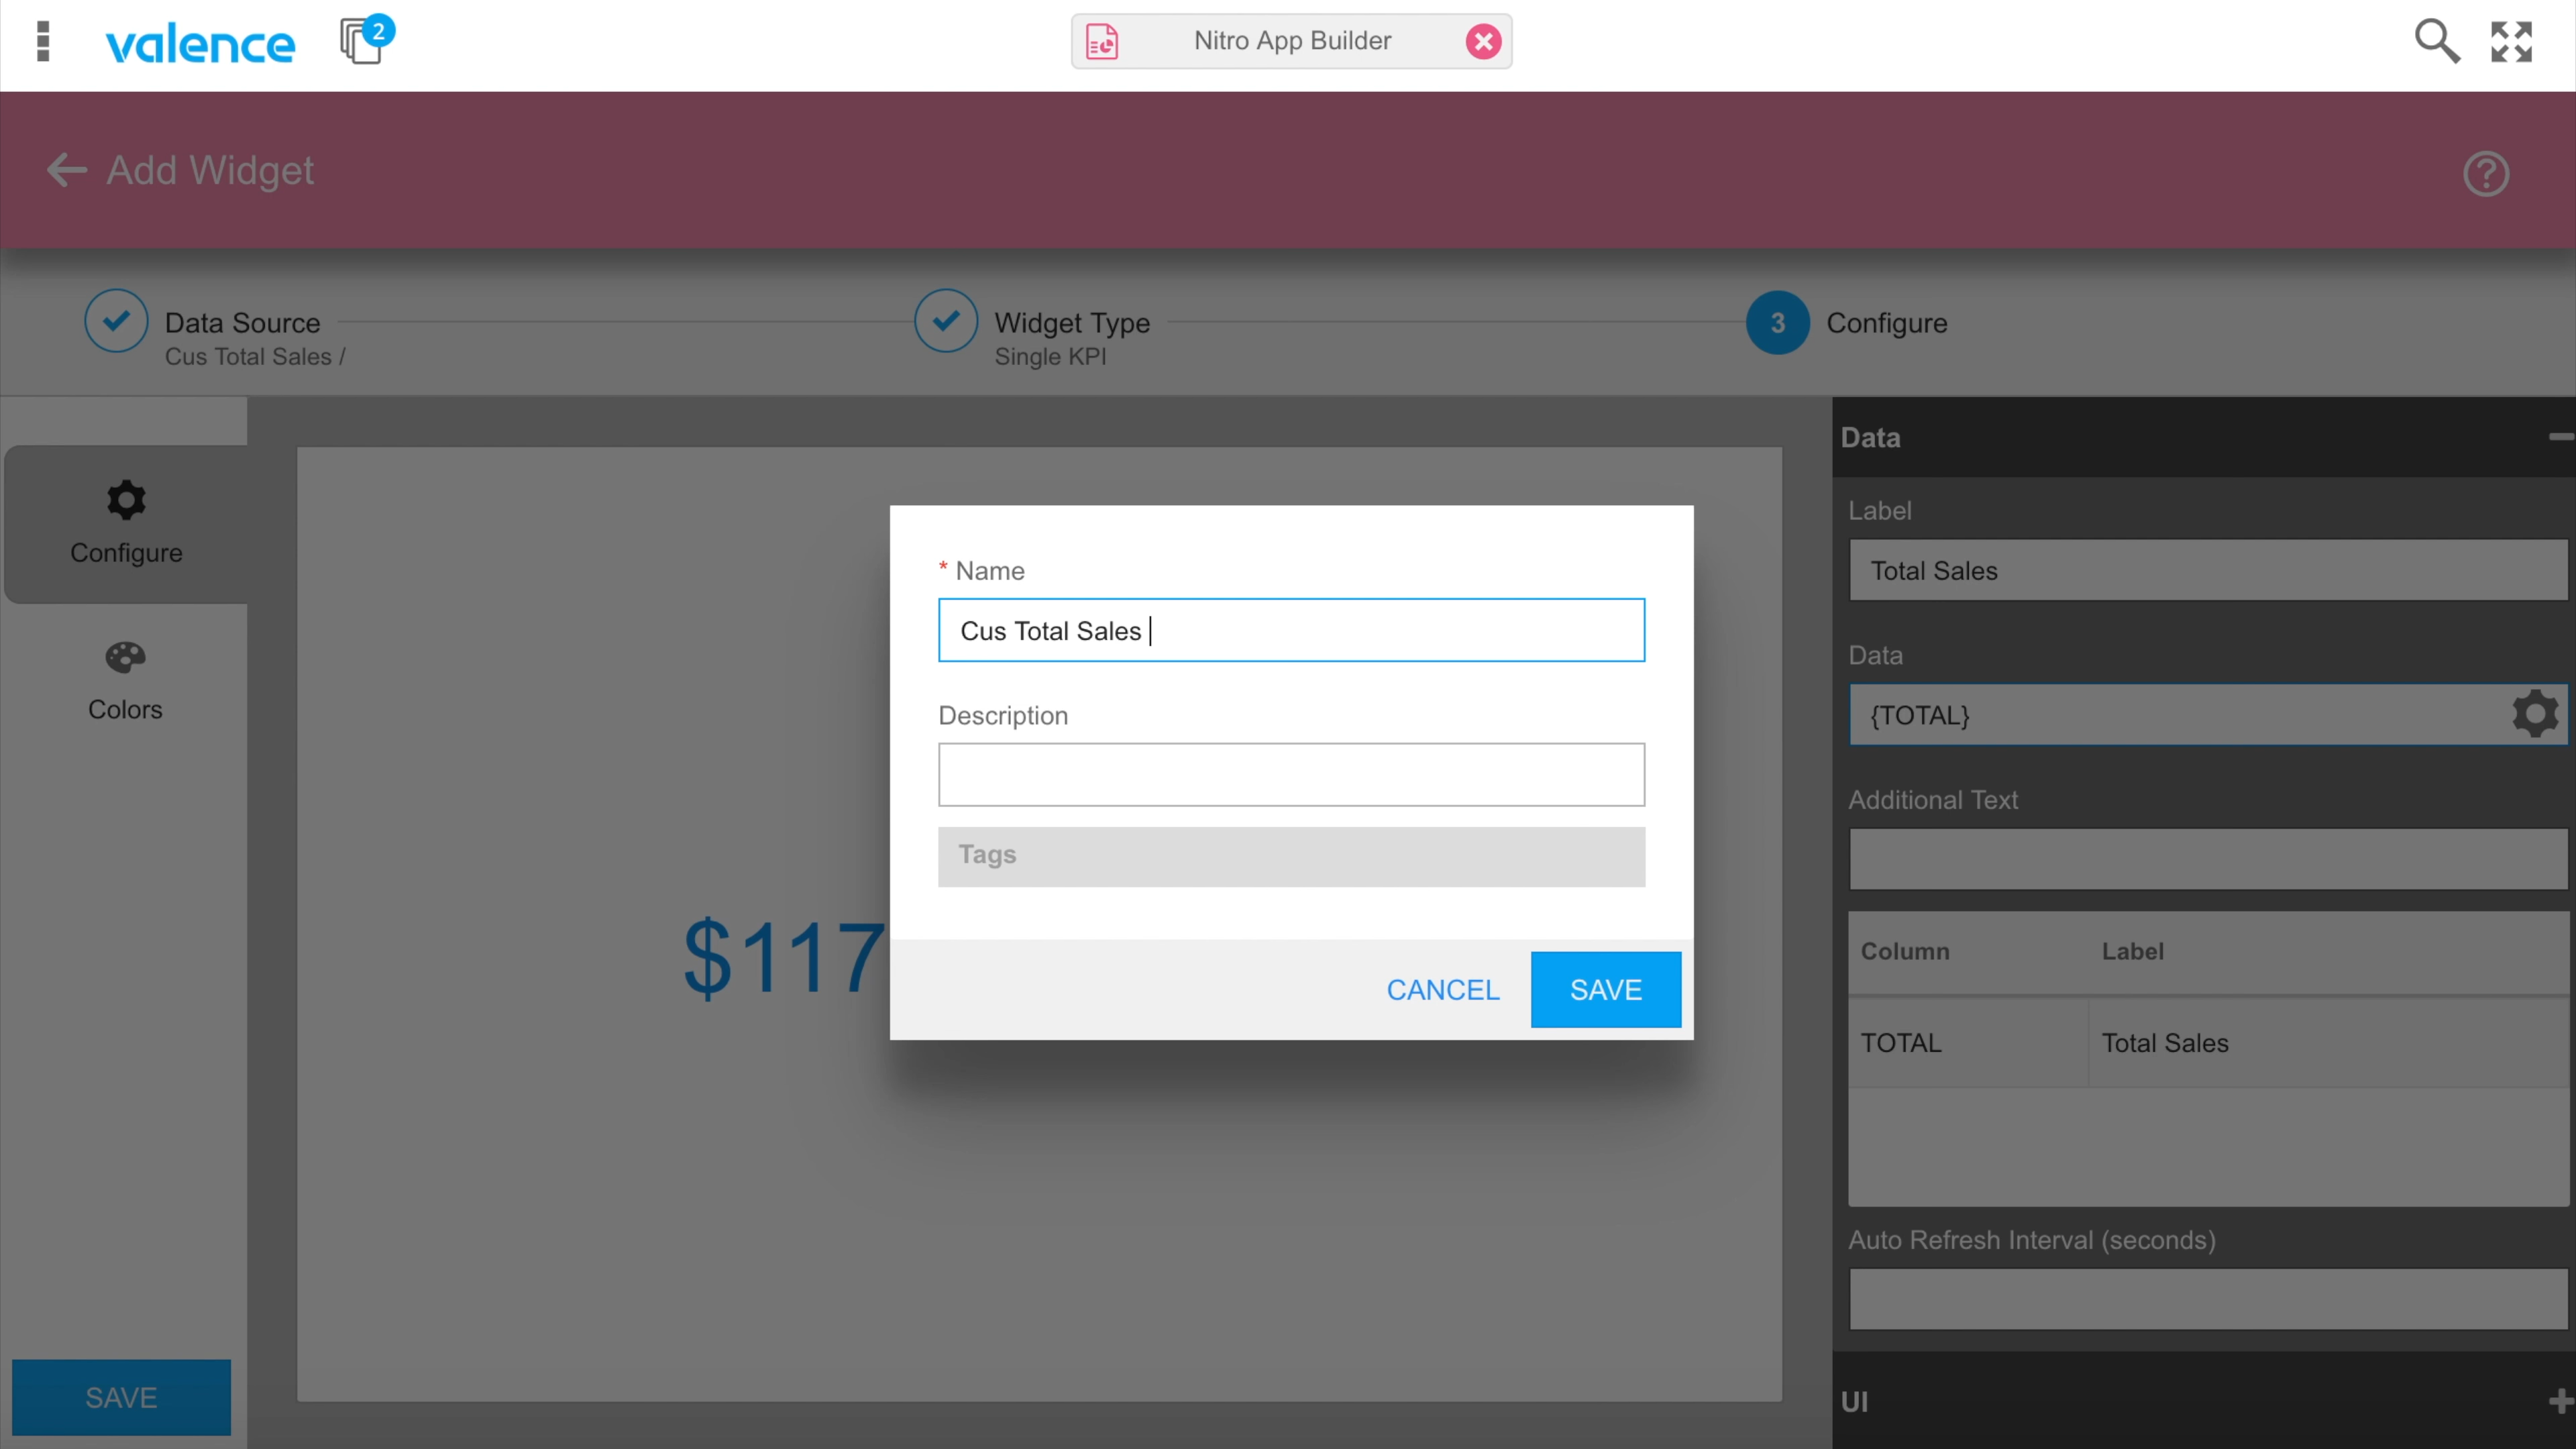 valence
2
Nitro App Builder
Add Widget
Data Source
Cus Total Sales /
Widget Type
Single KPI
3
Configure
Configure
Colors
SAVE
$117
* Name
Cus Total Sales
Description
Tags
CANCEL
SAVE
Data
Label
Total Sales
Data
{TOTAL}
Additional Text
Column Label
TOTAL Total Sales
Auto Refresh Interval (seconds)
UI